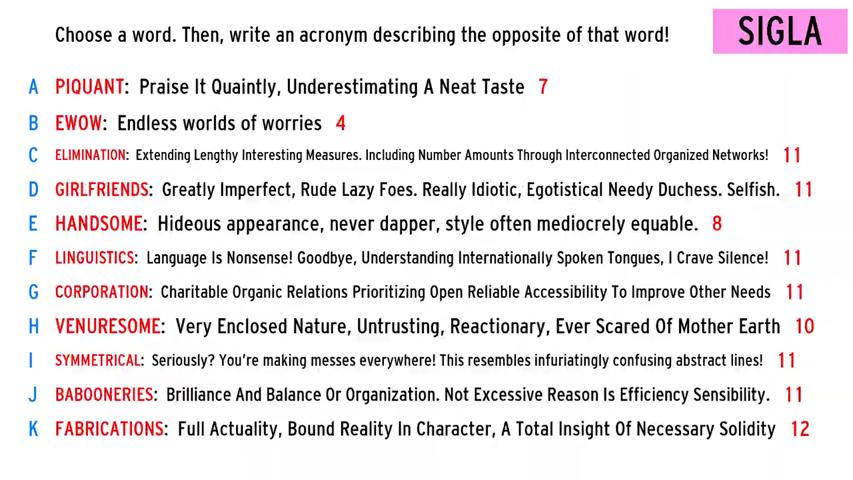 Choose a word. Then, write an acronym describing the opposite of that word!
SIGLA
A PIQUANT: Praise It Quaintly, Underestimating A Neat Taste 7
B EWOW: Endless worlds of worries 4
C ELIMINATION: Extending Lengthy Interesting Measures. Including Number Amounts Through Interconnected Organized Networks! 11
D GIRLFRIENDS: Greatly Imperfect, Rude Lazy Foes. Really Idiotic, Egotistical Needy Duchess. Selfish. 11
E HANDSOME: Hideous appearance, never dapper, style often mediocrely equable. 8
F LINGUISTICS: Language Is Nonsense! Goodbye, Understanding Internationally Spoken Tongues, I Crave Silence! 11
G CORPORATION: Charitable Organic Relations Prioritizing Open Reliable Accessibility To Improve Other Needs 11
H VENURESOME: Very Enclosed Nature, Untrusting, Reactionary, Ever Scared Of Mother Earth 10
I SYMMETRICAL: Seriously? You're making messes everywhere! This resembles infuriatingly confusing abstract lines! 11
J BABOONERIES: Brilliance And Balance Or Organization. Not Excessive Reason Is Efficiency Sensibility. 11
K FABRICATIONS: Full Actuality, Bound Reality In Character, A Total Insight Of Necessary Solidity 12